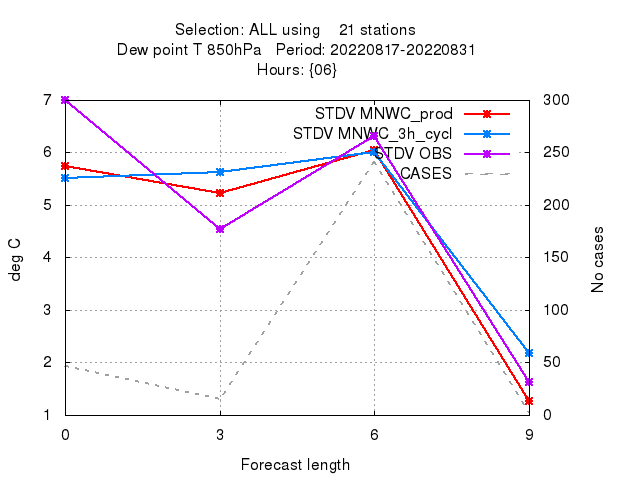 Selection: ALL using    21 stations
Dew point T 850hPa   Period: 20220817-20220831
Hours: {06}
7 300
STDV MNWC_prod
STDV MNWC_3h_cycl
6 250
STDV OBS
CASES
5 200
4 150
3 100
2 50
1 0
deg C
No cases
0 3 6 9
Forecast length